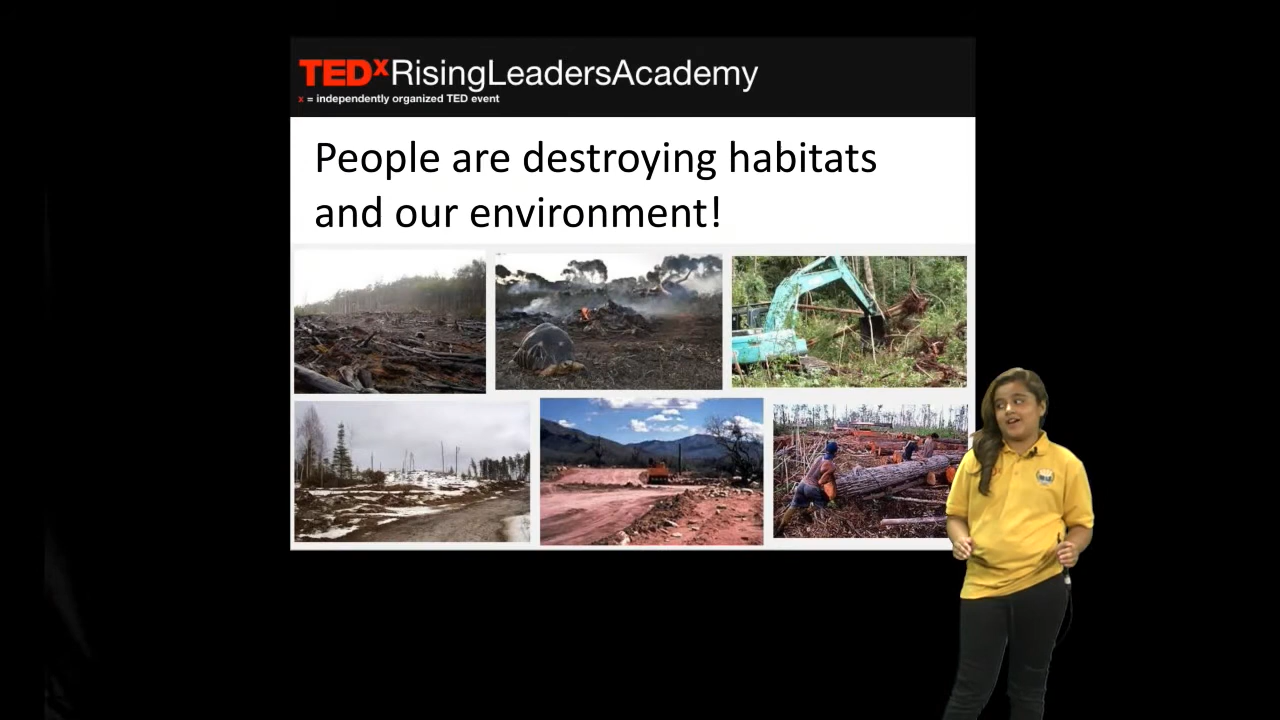 TEDxRisingLeadersAcademy
x = independently organized TED event
People are destroying habitats
and our environment!